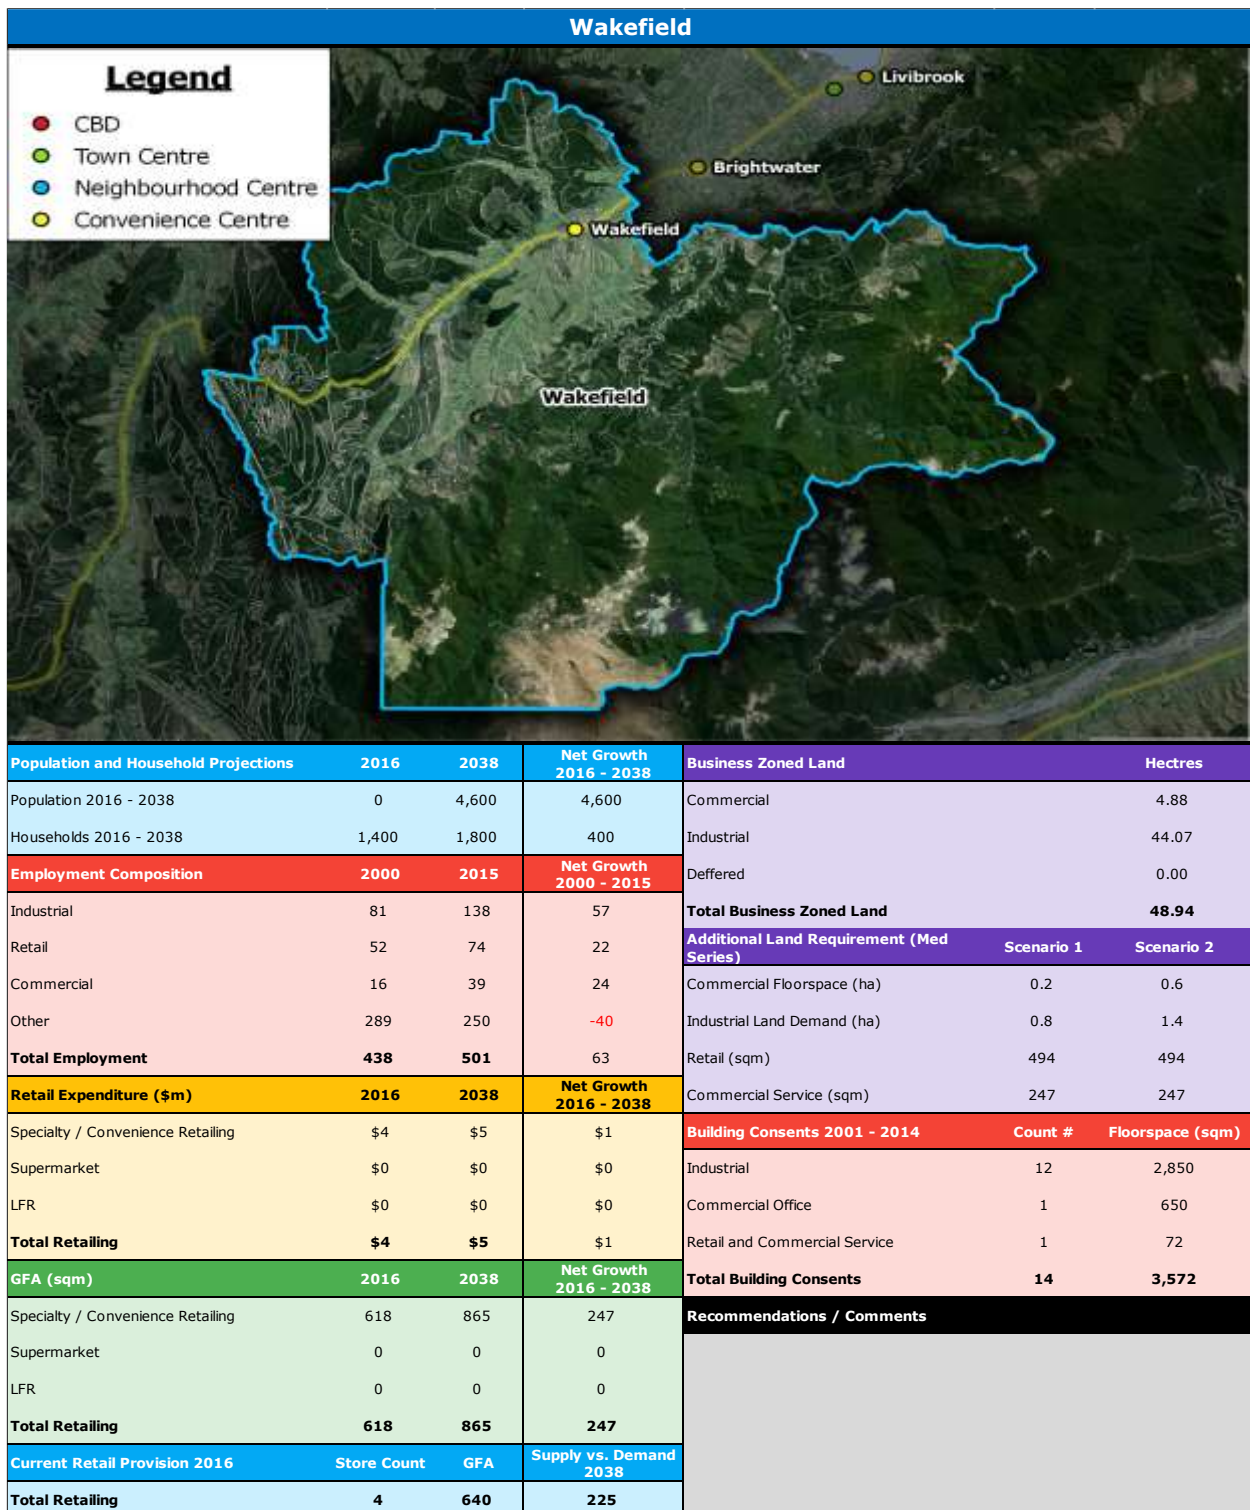 Wakefield
Legend
CBD
Town Centre
Neighbourhood Centre
Convenience Centre
Livibrook
Brightwater
Wakefield
Wakefield
Population and Household Projections 2016 2038 Net Growth 2016 - 2038
Population 2016 - 2038 0 4,600 4,600
Households 2016 - 2038 1,400 1,800 400
Employment Composition 2000 2015 Net Growth 2000 - 2015
Industrial 81 138 57
Retail 52 74 22
Commercial 16 39 24
Other 289 250 -40
Total Employment 438 501 63
Retail Expenditure ($m) 2016 2038 Net Growth 2016 - 2038
Specialty / Convenience Retailing $4 $5 $1
Supermarket $0 $0 $0
LFR $0 $0 $0
Total Retailing $4 $5 $1
GFA (sqm) 2016 2038 Net Growth 2016 - 2038
Specialty / Convenience Retailing 618 865 247
Supermarket 0 0 0
LFR 0 0 0
Total Retailing 618 865 247
Current Retail Provision 2016 Store Count GFA Supply vs. Demand 2038
Total Retailing 4 640 225
Business Zoned Land Hectres
Commercial 4.88
Industrial 44.07
Deffered 0.00
Total Business Zoned Land 48.94
Additional Land Requirement (Med Series) Scenario 1 Scenario 2
Commercial Floorspace (ha) 0.2 0.6
Industrial Land Demand (ha) 0.8 1.4
Retail (sqm) 494 494
Commercial Service (sqm) 247 247
Building Consents 2001 - 2014 Count # Floorspace (sqm)
Industrial 12 2,850
Commercial Office 1 650
Retail and Commercial Service 1 72
Total Building Consents 14 3,572
Recommendations / Comments